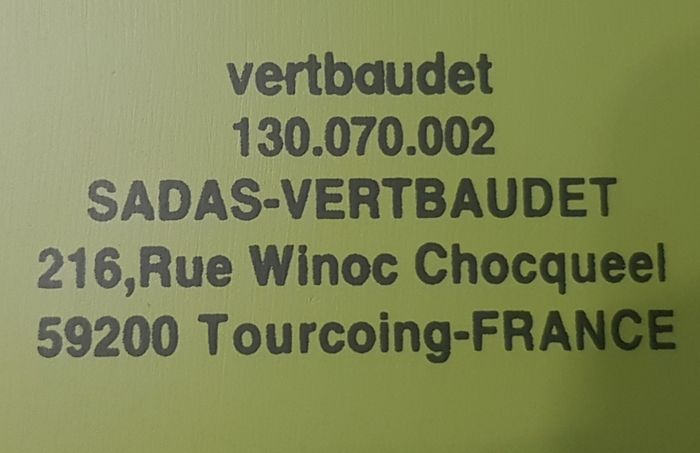 vertbaudet
130.070.002
SADAS-VERTBAUDET
216,Rue Winoc Chocqueel
59200 Tourcoing-FRANCE